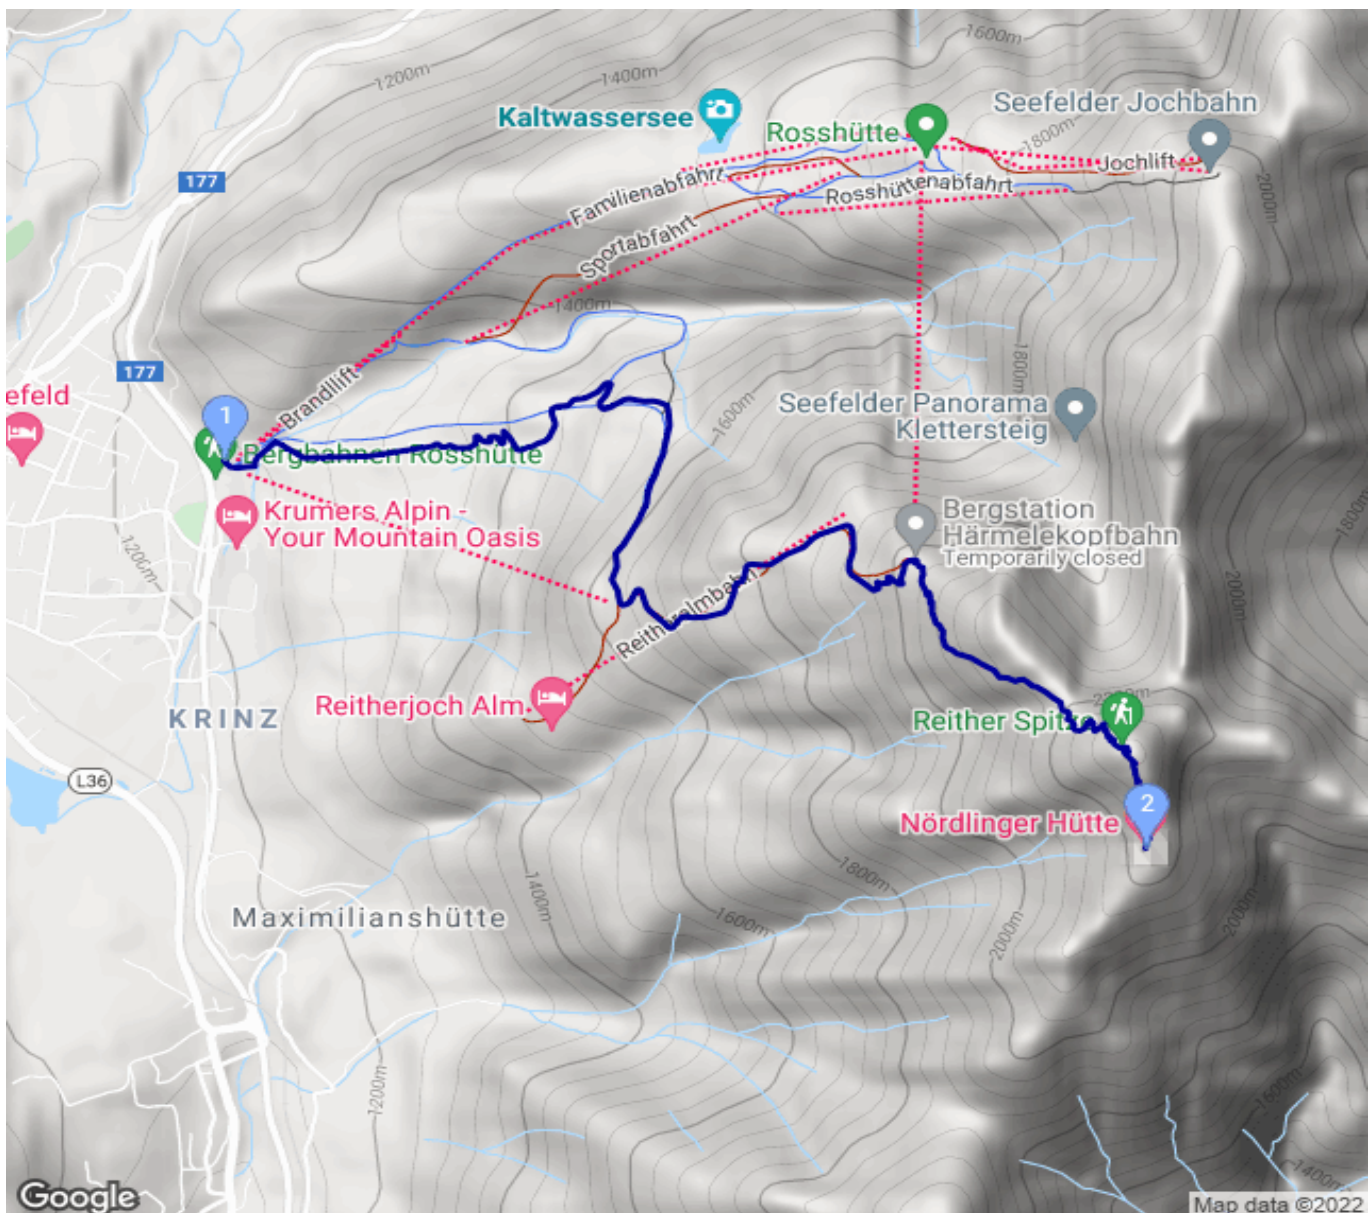 1600m
1200m
1400m
Kaltwassersee
Rosshütte
Seefelder Jochbahn
1800m
Jochlift
177
Familienabfahrt
Rosshüttenabfahrt
2000m
Sportabfahrt
1400m
177
1800m
efeld
Brandllift
1
Seefelder Panorama
Klettersteig
1600m
Bergbahnen Rosshütte
Krumers Alpin -
Your Mountain Oasis
Bergstation
Härmelekopfbahn
Temporarily closed
1800m
1200m
2000m
Reitheralmbahn
Reitherjoch Alm
KRINZ
Reither Spitze
L36
2
Nördlinger Hütte
1800m
1400m
1600m
2000m
2000m
Maximilianshütte
1200m
1600m
1400m
Google
Map data ©2022